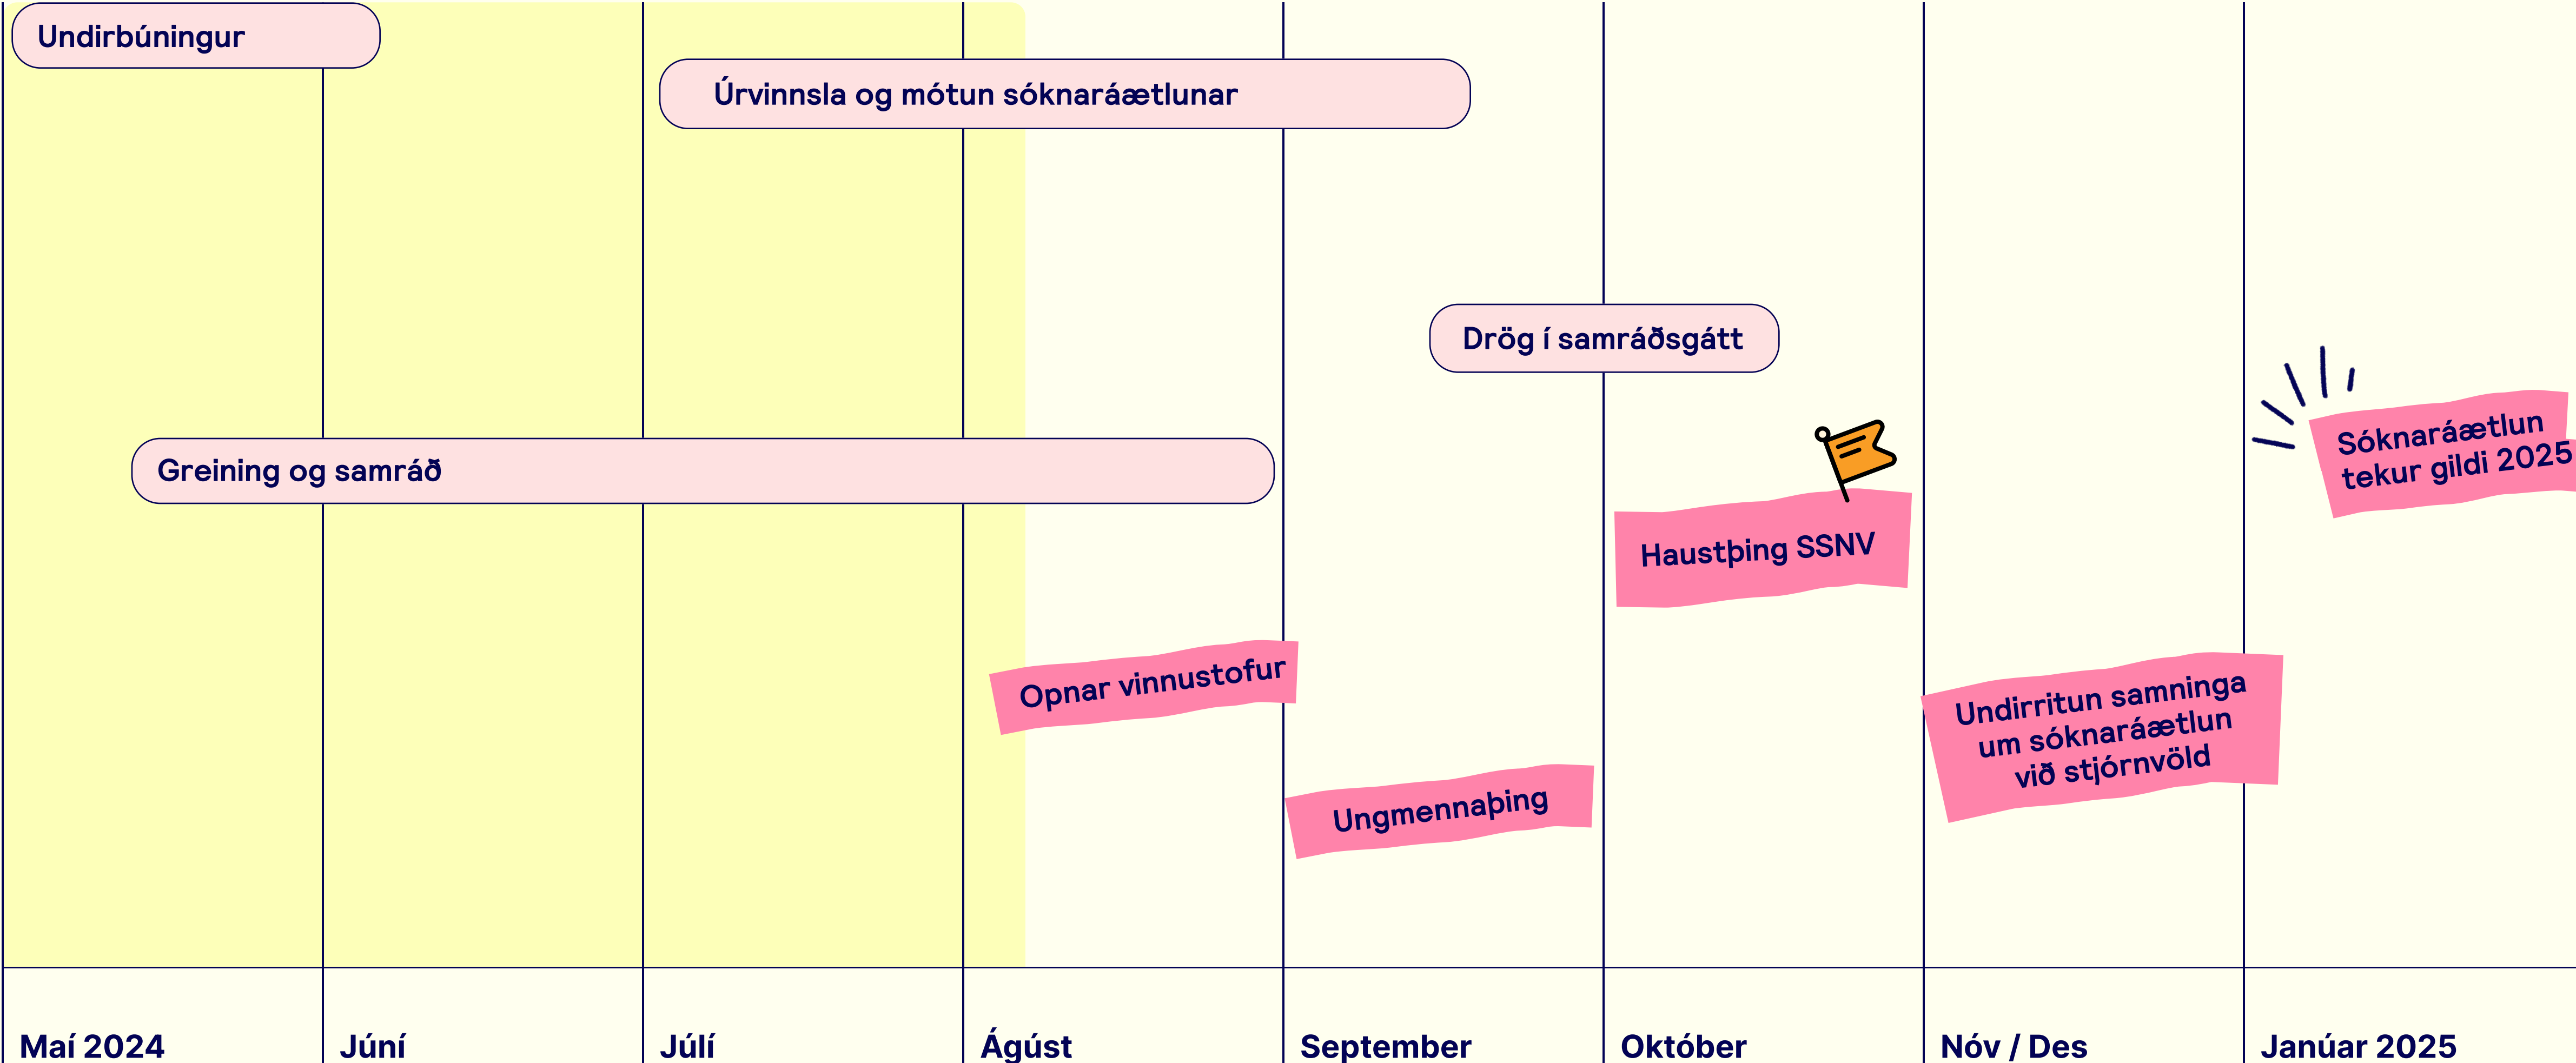 Undirbúningur
Úrvinnsla og mótun sóknaráætlunar
Drög í samráðsgátt
Greining og samráð
Sóknaráætlun
tekur gildi 2025
Haustþing SSNV
Opnar vinnustofur
Undirritun samninga
um sóknaráætlun
við stjórnvöld
Ungmennaþing
Maí 2024
Júní
Júlí
Ágúst
September
Október
Nóv / Des
Janúar 2025